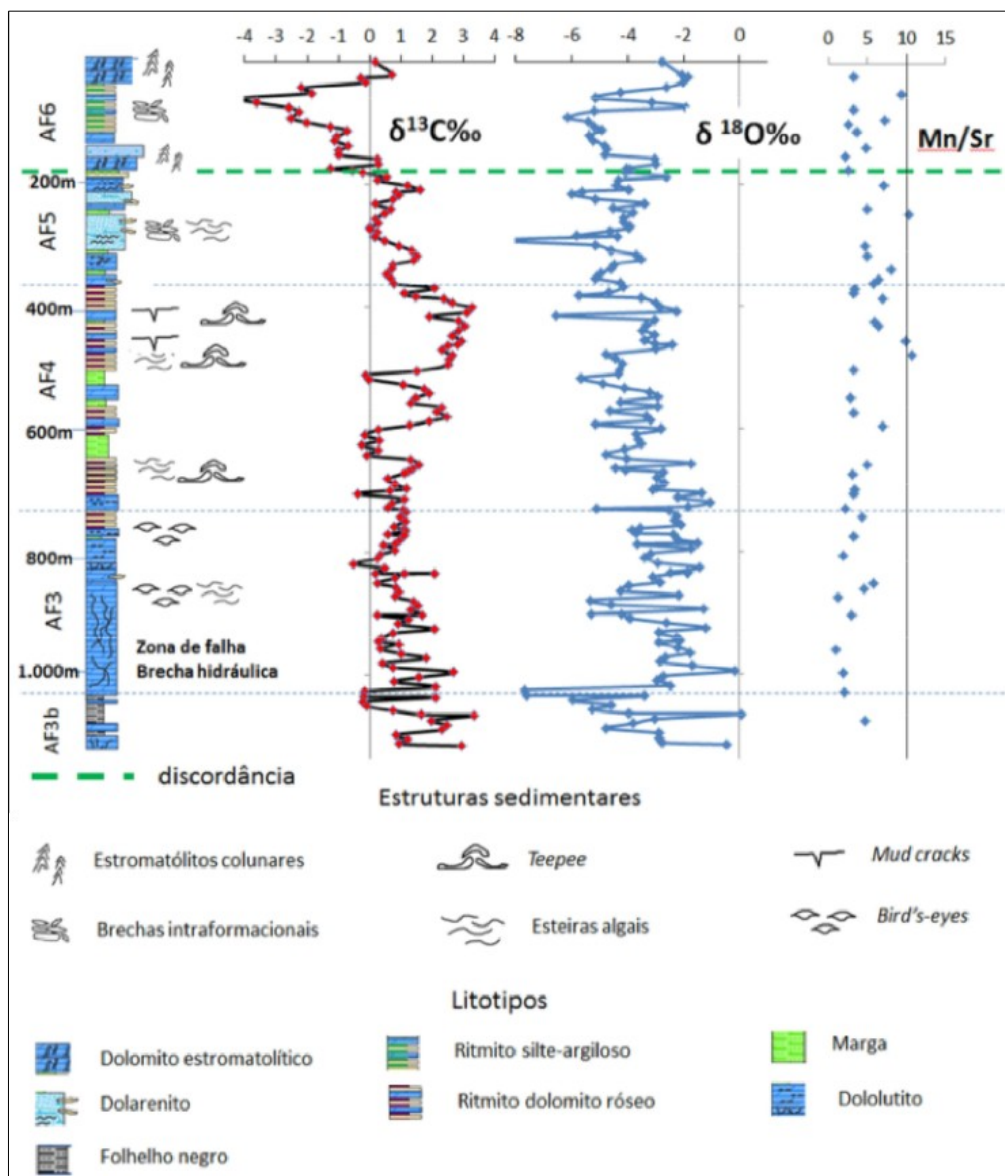 -4 -3 -2 -1 0 1 2 3 4
-8 -6 -4 -2 0
0 5 10 15
δ¹³C‰
δ ¹⁸O‰
Mn/Sr
AF6
200m
AF5
400m
AF4
600m
800m
AF3
Zona de falha
Brecha hidráulica
1.000m
AF3b
discordância
Estruturas sedimentares
Estromatólitos colunares
Teepee
Mud cracks
Brechas intraformacionais
Esteiras algais
Bird's-eyes
Litotipos
Dolomito estromatolítico
Ritmito silte-argiloso
Marga
Dolarenito
Ritmito dolomito róseo
Dololutito
Folhelho negro